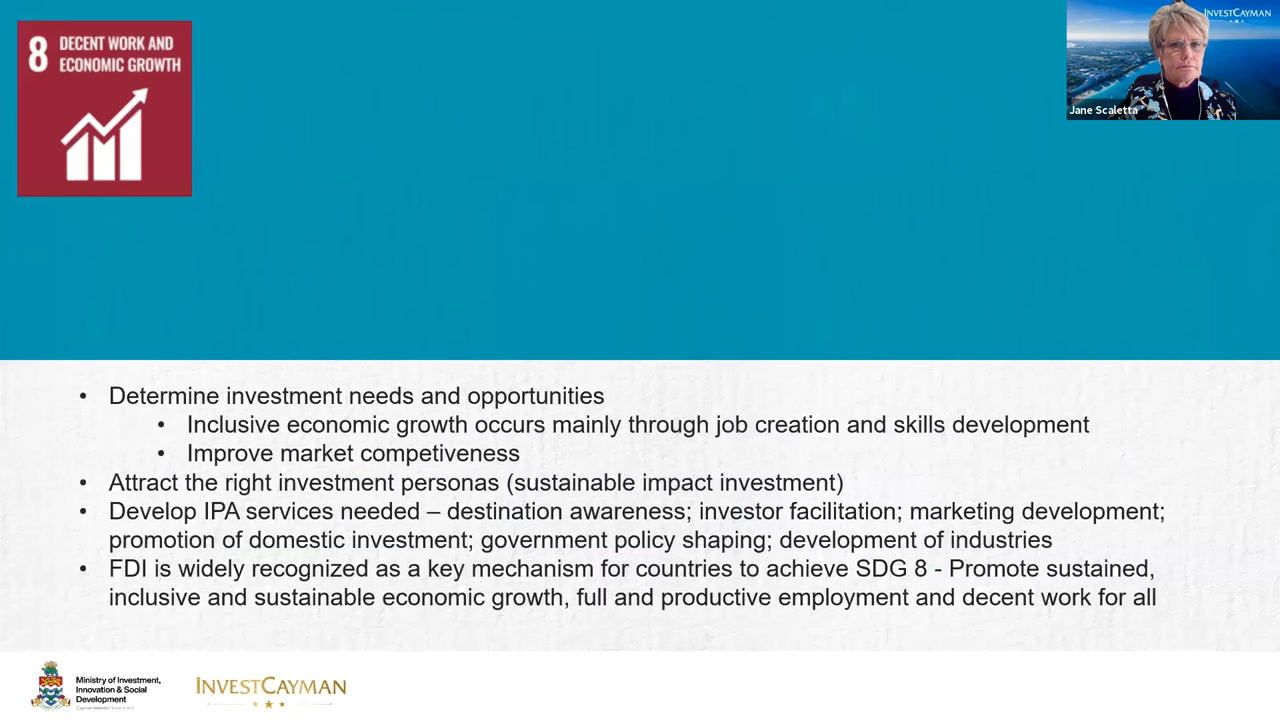 8 DECENT WORK AND
ECONOMIC GROWTH
INVESTCAYMAN
Jane Scaletta
• Determine investment needs and opportunities
• Inclusive economic growth occurs mainly through job creation and skills development
• Improve market competiveness
• Attract the right investment personas (sustainable impact investment)
• Develop IPA services needed – destination awareness; investor facilitation; marketing development;
promotion of domestic investment; government policy shaping; development of industries
• FDI is widely recognized as a key mechanism for countries to achieve SDG 8 - Promote sustained,
inclusive and sustainable economic growth, full and productive employment and decent work for all
Ministry of Investment,
Innovation & Social
Development
INVESTCAYMAN